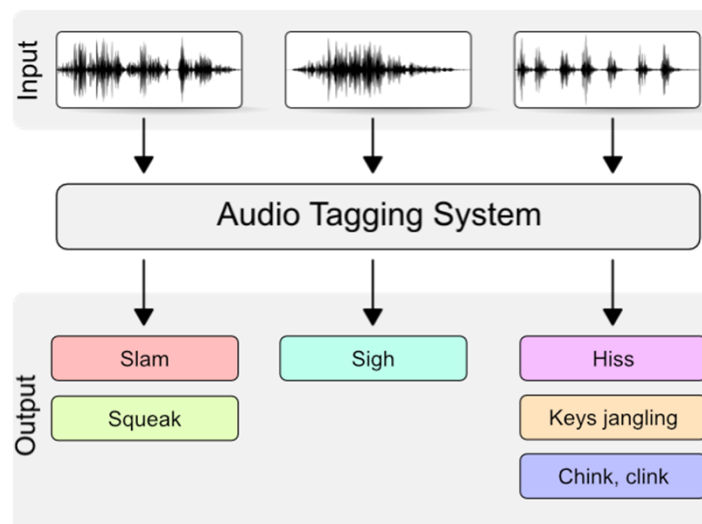 Input
Audio Tagging System
Output
Slam
Sigh
Hiss
Squeak
Keys jangling
Chink, clink